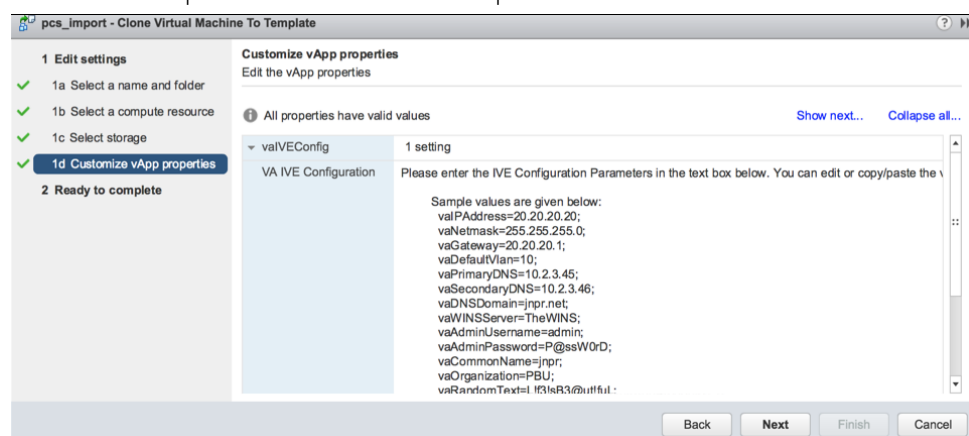 pcs_import - Clone Virtual Machine To Template
1 Edit settings
1a Select a name and folder
1b Select a compute resource
1c Select storage
1d Customize vApp properties
2 Ready to complete
Customize vApp properties
Edit the vApp properties
All properties have valid values
Show next...
Collapse all...
vaIVEConfig
1 setting
VA IVE Configuration
Please enter the IVE Configuration Parameters in the text box below. You can edit or copy/paste the
Sample values are given below:
vaIPAddress=20.20.20.20;
vaNetmask=255.255.255.0;
vaGateway=20.20.20.1;
vaDefaultVlan=10;
vaPrimaryDNS=10.2.3.45;
vaSecondaryDNS=10.2.3.46;
vaDNSDomain=jnpr.net;
vaWINSServer=TheWINS;
vaAdminUsername=admin;
vaAdminPassword=P@ssW0rD;
vaCommonName=jnpr;
vaOrganization=PBU;
Back
Next
Finish
Cancel